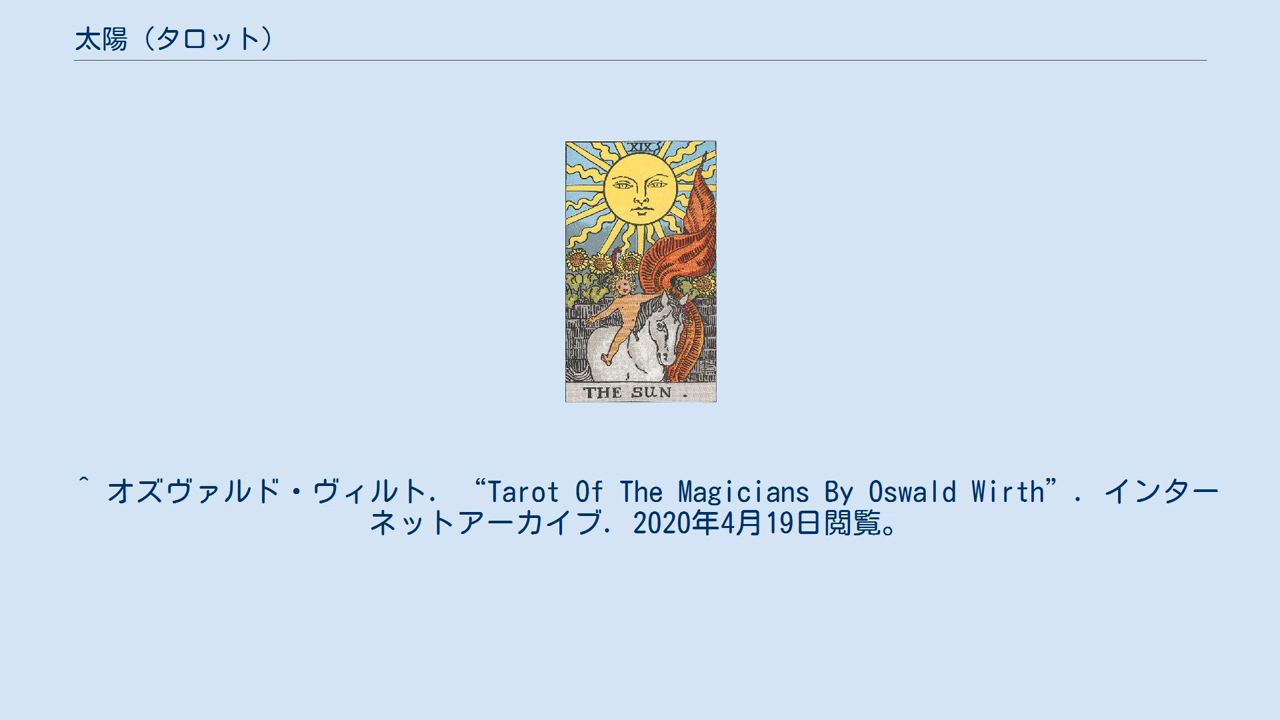 太陽（タロット）
XIX
THE SUN .
^ オズヴァルド・ヴィルト. “Tarot Of The Magicians By Oswald Wirth”. インター
ネットアーカイブ. 2020年4月19日閲覧。